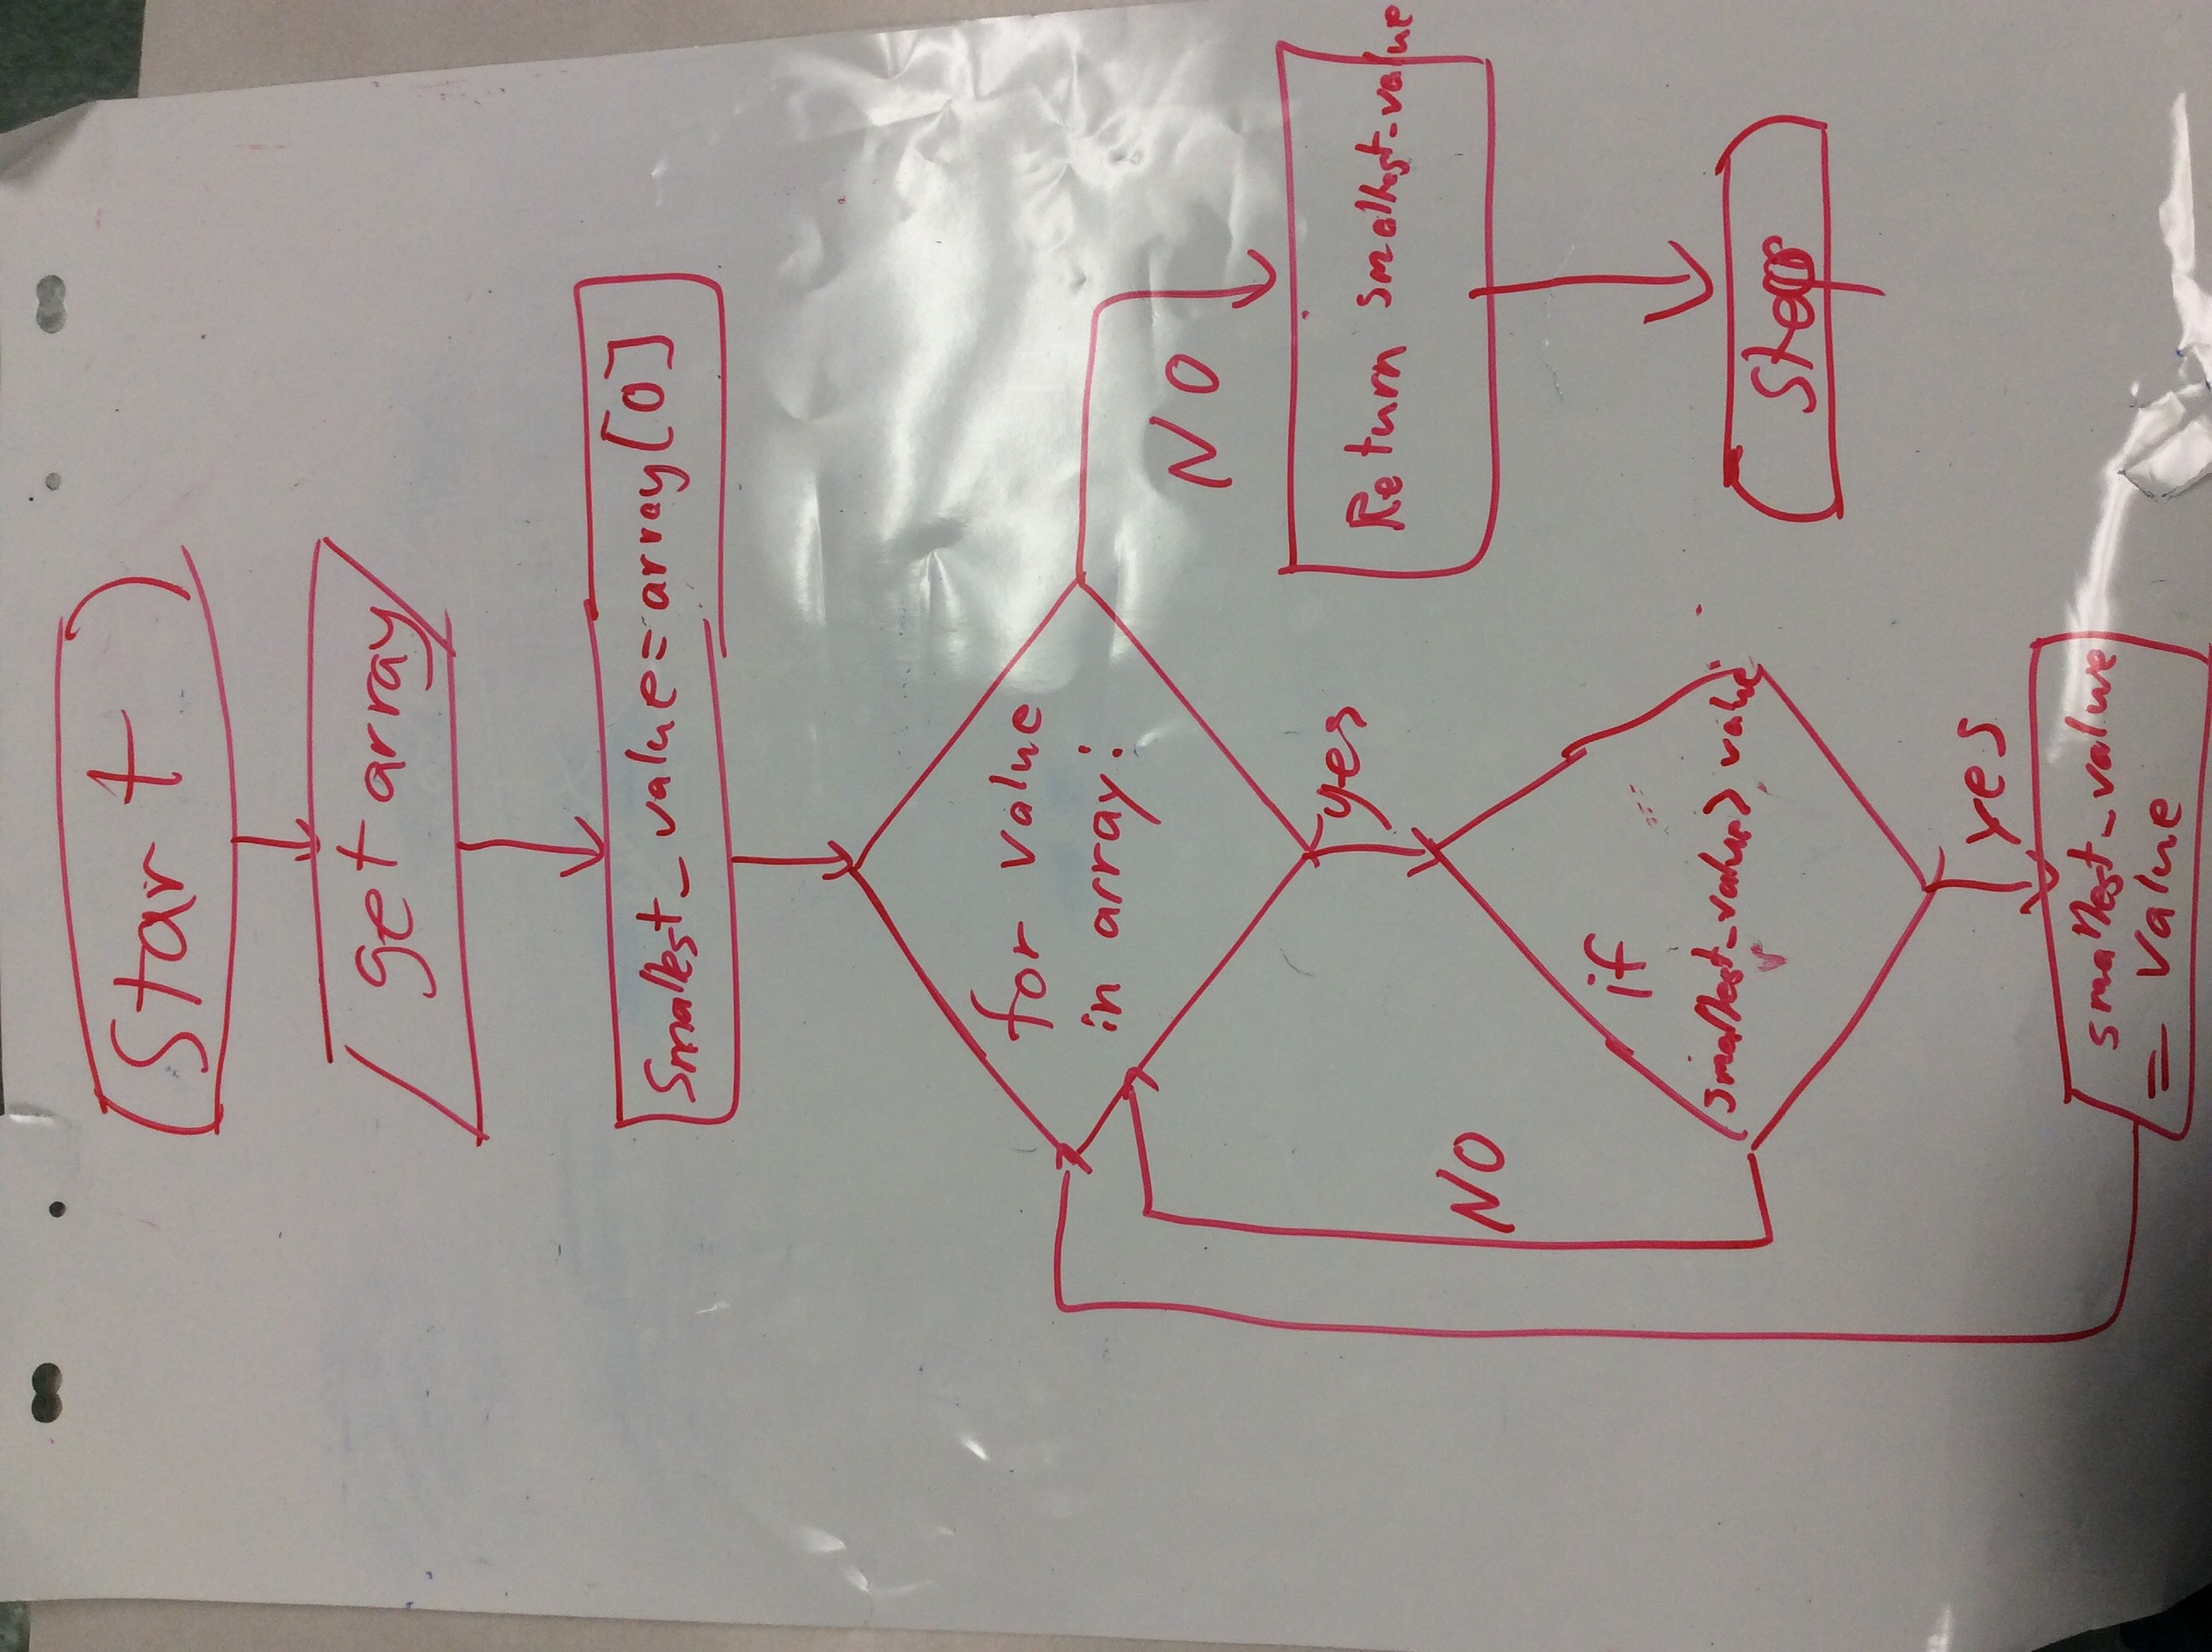 Start
get array
Smallest_value=array[0]
for value
in array:
NO
yes
Return smallest_value
NO
if
smallest_value> value
Stop
yes
smallest_value
= value